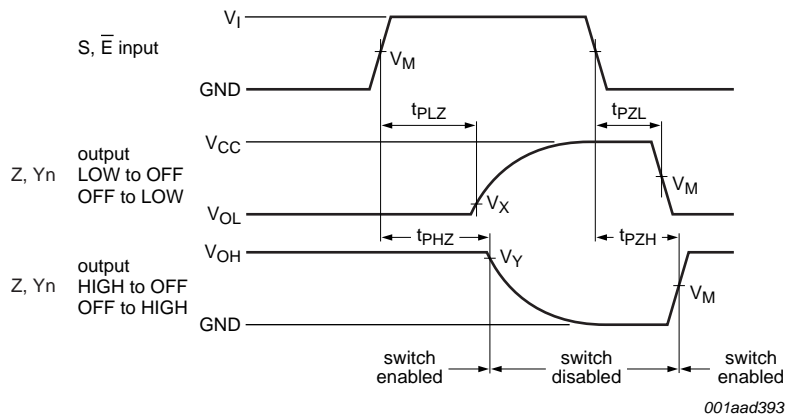 V_I
S, E̅ input
V_M
GND
t_PLZ
t_PZL
V_CC
Z, Yn
output
LOW to OFF
OFF to LOW
V_M
V_X
V_OL
t_PHZ
t_PZH
V_OH
V_Y
Z, Yn
output
HIGH to OFF
OFF to HIGH
V_M
GND
switch
enabled
switch
disabled
switch
enabled
001aad393